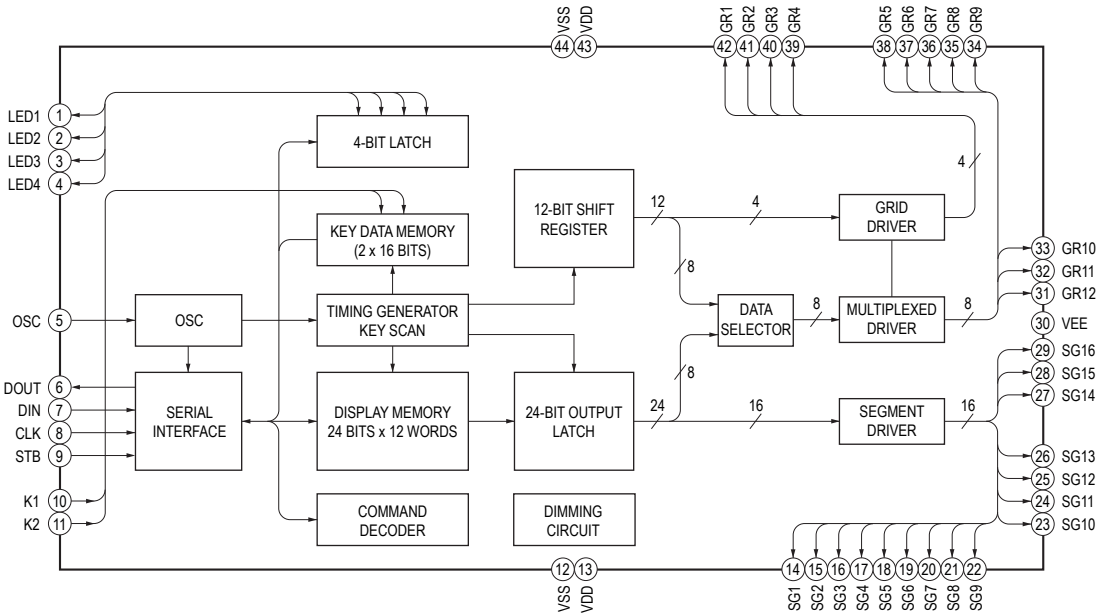 44 VSS
43 VDD
42 GR1
41 GR2
40 GR3
39 GR4
38 GR5
37 GR6
36 GR7
35 GR8
34 GR9
LED1 1
LED2 2
LED3 3
LED4 4
4-BIT LATCH
4
12-BIT SHIFT
REGISTER
12
4
GRID
DRIVER
KEY DATA MEMORY
(2 x 16 BITS)
8
33 GR10
32 GR11
31 GR12
OSC 5
OSC
TIMING GENERATOR
KEY SCAN
DATA
SELECTOR
8
MULTIPLEXED
DRIVER
8
30 VEE
29 SG16
28 SG15
27 SG14
DOUT 6
DIN 7
CLK 8
STB 9
SERIAL
INTERFACE
DISPLAY MEMORY
24 BITS x 12 WORDS
24-BIT OUTPUT
LATCH
24
8
16
SEGMENT
DRIVER
16
26 SG13
25 SG12
24 SG11
23 SG10
K1 10
K2 11
COMMAND
DECODER
DIMMING
CIRCUIT
12 VSS
13 VDD
14 SG1
15 SG2
16 SG3
17 SG4
18 SG5
19 SG6
20 SG7
21 SG8
22 SG9